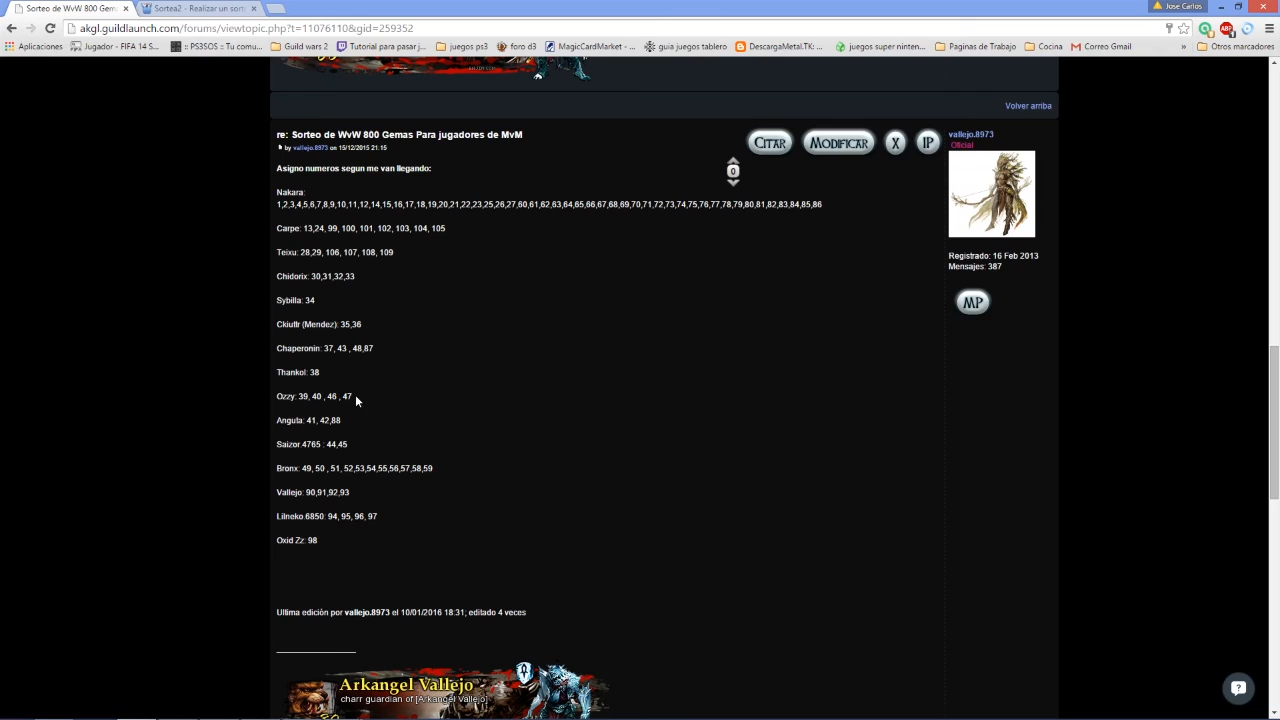 Sorteo de WvW 800 Gem
Sortea2 - Realizar un sort
Jose Carlos
akgl.guildlaunch.com/forums/viewtopic.php?t=11076110&gid=259352
Aplicaciones Jugador - FIFA 14 S... :: PS3SOS :: Tu comu... Guild wars 2 Tutorial para pasar j... juegos ps3 foro d3 MagicCardMarket - ... guia juegos tablero DescargaMetal.TK: ... juegos super ninten... Paginas de Trabajo Cocina Correo Gmail » Otros marcadores
Volver arriba
re: Sorteo de WvW 800 Gemas Para jugadores de MvM
by vallejo.8973 on 15/12/2015 21:15
Citar Modificar X IP
0
vallejo.8973
Oficial
Registrado: 16 Feb 2013
Mensajes: 387
MP
Asigno numeros segun me van llegando:
Nakara:
1,2,3,4,5,6,7,8,9,10,11,12,14,15,16,17,18,19,20,21,22,23,25,26,27,60,61,62,63,64,65,66,67,68,69,70,71,72,73,74,75,76,77,78,79,80,81,82,83,84,85,86
Carpe: 13,24, 99, 100, 101, 102, 103, 104, 105
Teixu: 28,29, 106, 107, 108, 109
Chidorix: 30,31,32,33
Sybilla: 34
Ckiutlr (Mendez): 35,36
Chaperonin: 37, 43 , 48,87
Thankol: 38
Ozzy: 39, 40 , 46 , 47
Angula: 41, 42,88
Saizor.4765 : 44,45
Bronx: 49, 50 , 51, 52,53,54,55,56,57,58,59
Vallejo: 90,91,92,93
Lilneko.6850: 94, 95, 96, 97
Oxid Zz: 98
Ultima edición por vallejo.8973 el 10/01/2016 18:31; editado 4 veces
Arkangel Vallejo
charr guardian of [Arkangel Vallejo]
80